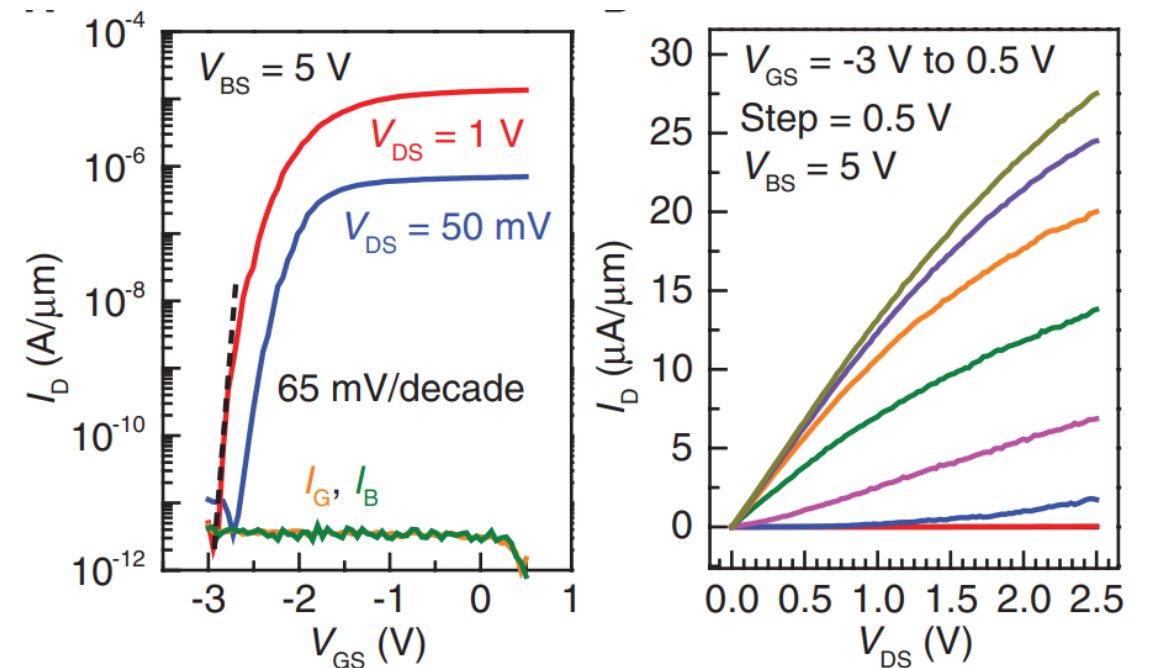 10⁻⁴
V_BS = 5 V
V_DS = 1 V
10⁻⁶
V_DS = 50 mV
10⁻⁸
65 mV/decade
10⁻¹⁰
I_G, I_B
10⁻¹²
-3 -2 -1 0 1
V_GS (V)
I_D (A/μm)
30
V_GS = -3 V to 0.5 V
Step = 0.5 V
25
V_BS = 5 V
20
15
10
5
0
0.0 0.5 1.0 1.5 2.0 2.5
V_DS (V)
I_D (μA/μm)